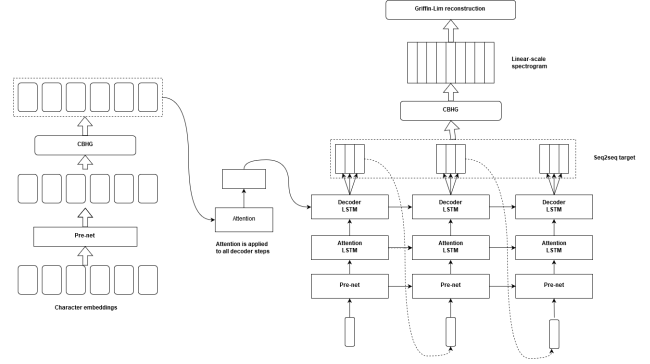 Griffin-Lim reconstruction
Linear-scale
spectrogram
CBHG
CBHG
Seq2seq target
Pre-net
Attention
Attention is applied
to all decoder steps
Decoder
LSTM
Decoder
LSTM
Decoder
LSTM
Attention
LSTM
Attention
LSTM
Attention
LSTM
Pre-net
Pre-net
Pre-net
Character embeddings